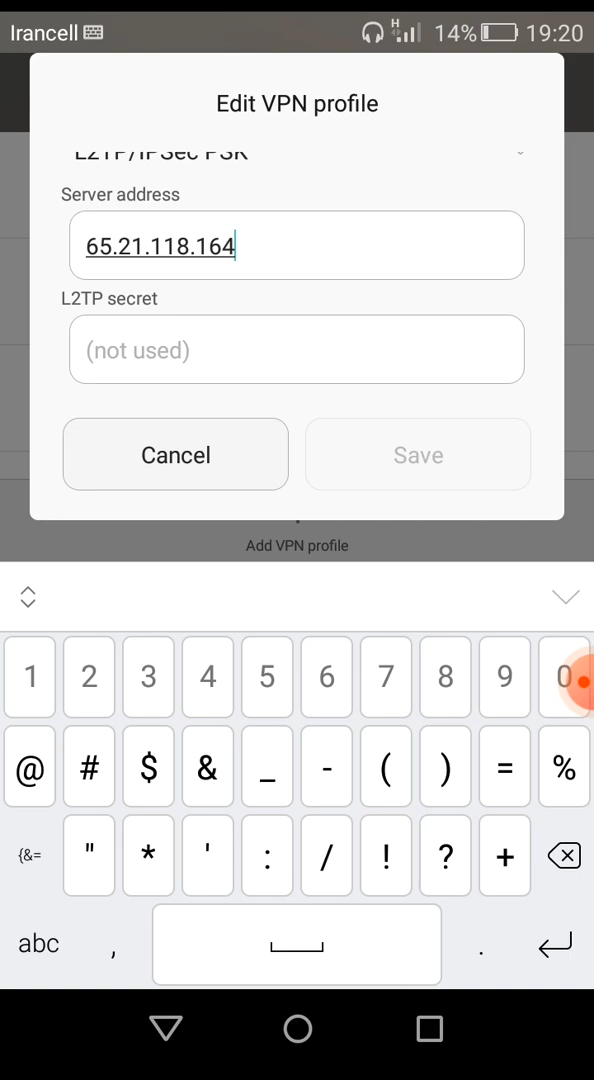 Irancell 14% 19:20
Edit VPN profile
L2TP/IPSec PSK
Server address
65.21.118.164
L2TP secret
(not used)
Cancel Save
Add VPN profile
1 2 3 4 5 6 7 8 9 0
@ # $ & _ - ( ) = %
{&= " * ' : / ! ? +
abc , .